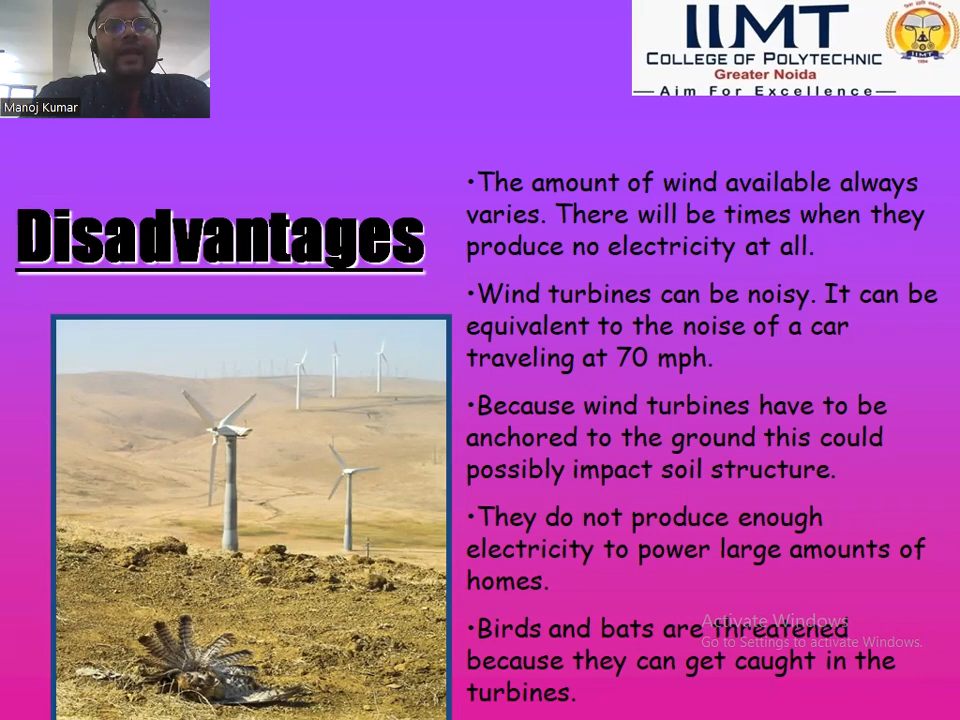 Manoj Kumar
IIMT
COLLEGE OF POLYTECHNIC
Greater Noida
Aim For Excellence
IIMT
Disadvantages
•The amount of wind available always
varies. There will be times when they
produce no electricity at all.
•Wind turbines can be noisy. It can be
equivalent to the noise of a car
traveling at 70 mph.
•Because wind turbines have to be
anchored to the ground this could
possibly impact soil structure.
•They do not produce enough
electricity to power large amounts of
homes.
•Birds and bats are threatened
because they can get caught in the
turbines.
Activate Windows
Go to Settings to activate Windows.